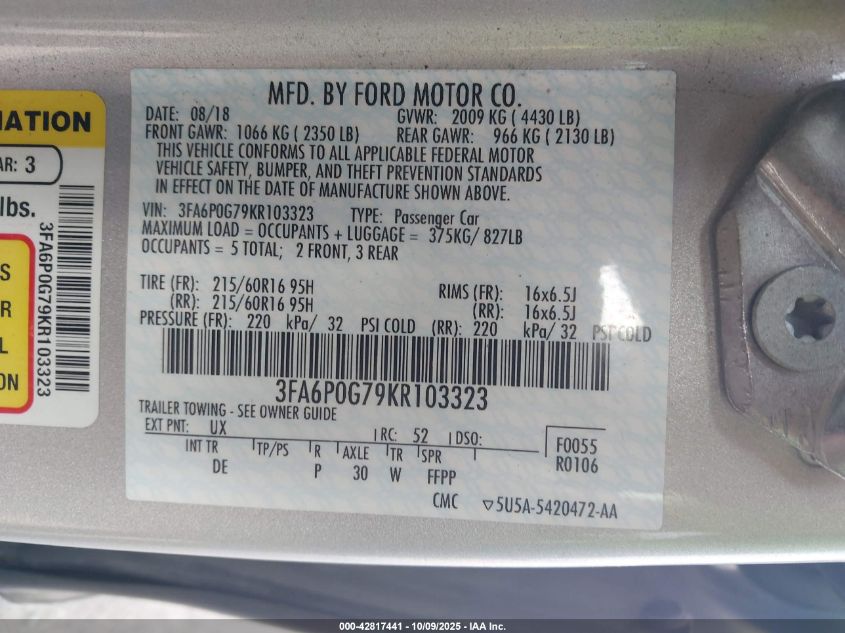 MATION
AR: 3
lbs.
S
R
L
ON
3FA6P0G79KR103323
MFD. BY FORD MOTOR CO.
DATE: 08/18 GVWR: 2009 KG ( 4430 LB)
FRONT GAWR: 1066 KG ( 2350 LB) REAR GAWR: 966 KG ( 2130 LB)
THIS VEHICLE CONFORMS TO ALL APPLICABLE FEDERAL MOTOR
VEHICLE SAFETY, BUMPER, AND THEFT PREVENTION STANDARDS
IN EFFECT ON THE DATE OF MANUFACTURE SHOWN ABOVE.
VIN: 3FA6P0G79KR103323 TYPE: Passenger Car
MAXIMUM LOAD = OCCUPANTS + LUGGAGE = 375KG/ 827LB
OCCUPANTS = 5 TOTAL; 2 FRONT, 3 REAR
TIRE (FR): 215/60R16 95H RIMS (FR): 16x6.5J
(RR): 215/60R16 95H (RR): 16x6.5J
PRESSURE (FR): 220 kPa/ 32 PSI COLD (RR): 220 kPa/ 32 PSI COLD
3FA6P0G79KR103323
TRAILER TOWING - SEE OWNER GUIDE
EXT PNT: UX RC: 52 DSO: F0055
INT TR TP/PS R AXLE TR SPR R0106
DE P 30 W FFPP
CMC ▽5U5A-5420472-AA
000-42817441 - 10/09/2025 - IAA Inc.